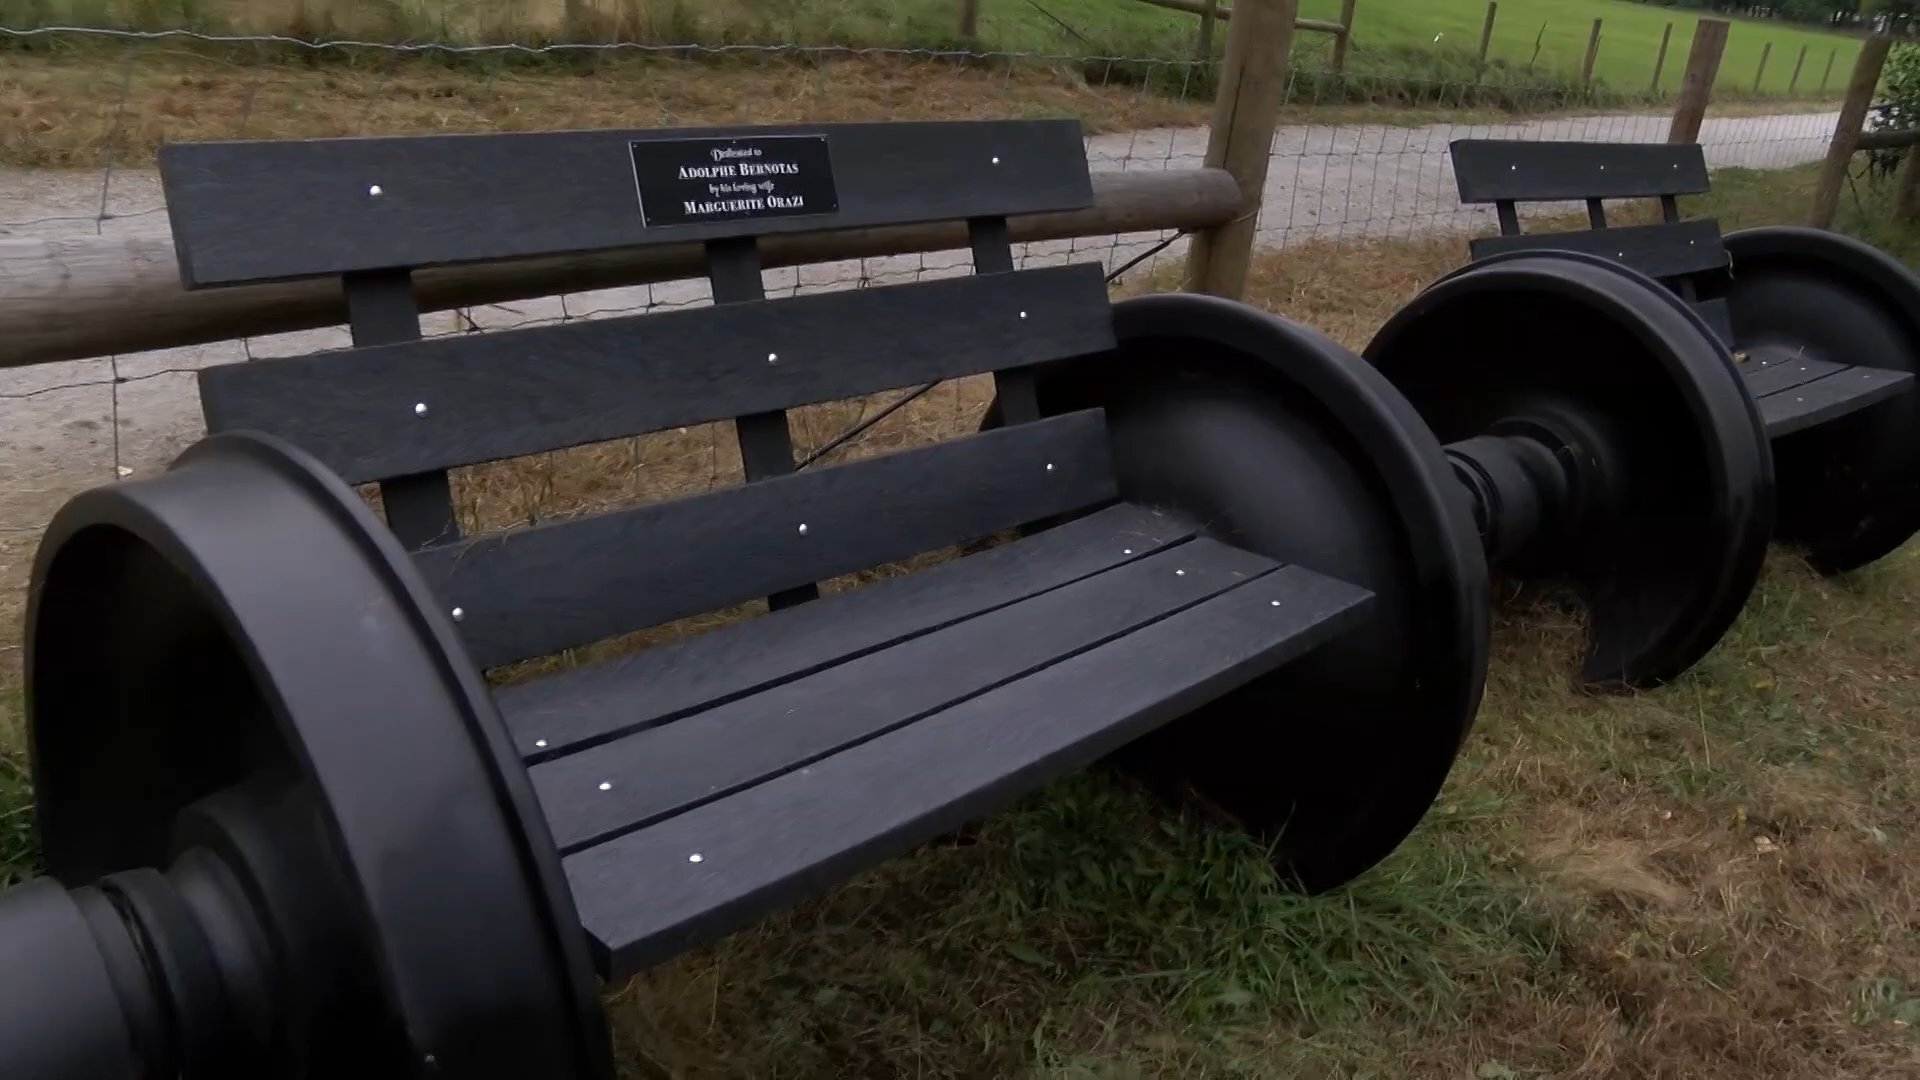 Dedicated to
ADOLPHE BERNOTAS
by his loving wife
MARGUERITE ORAZI